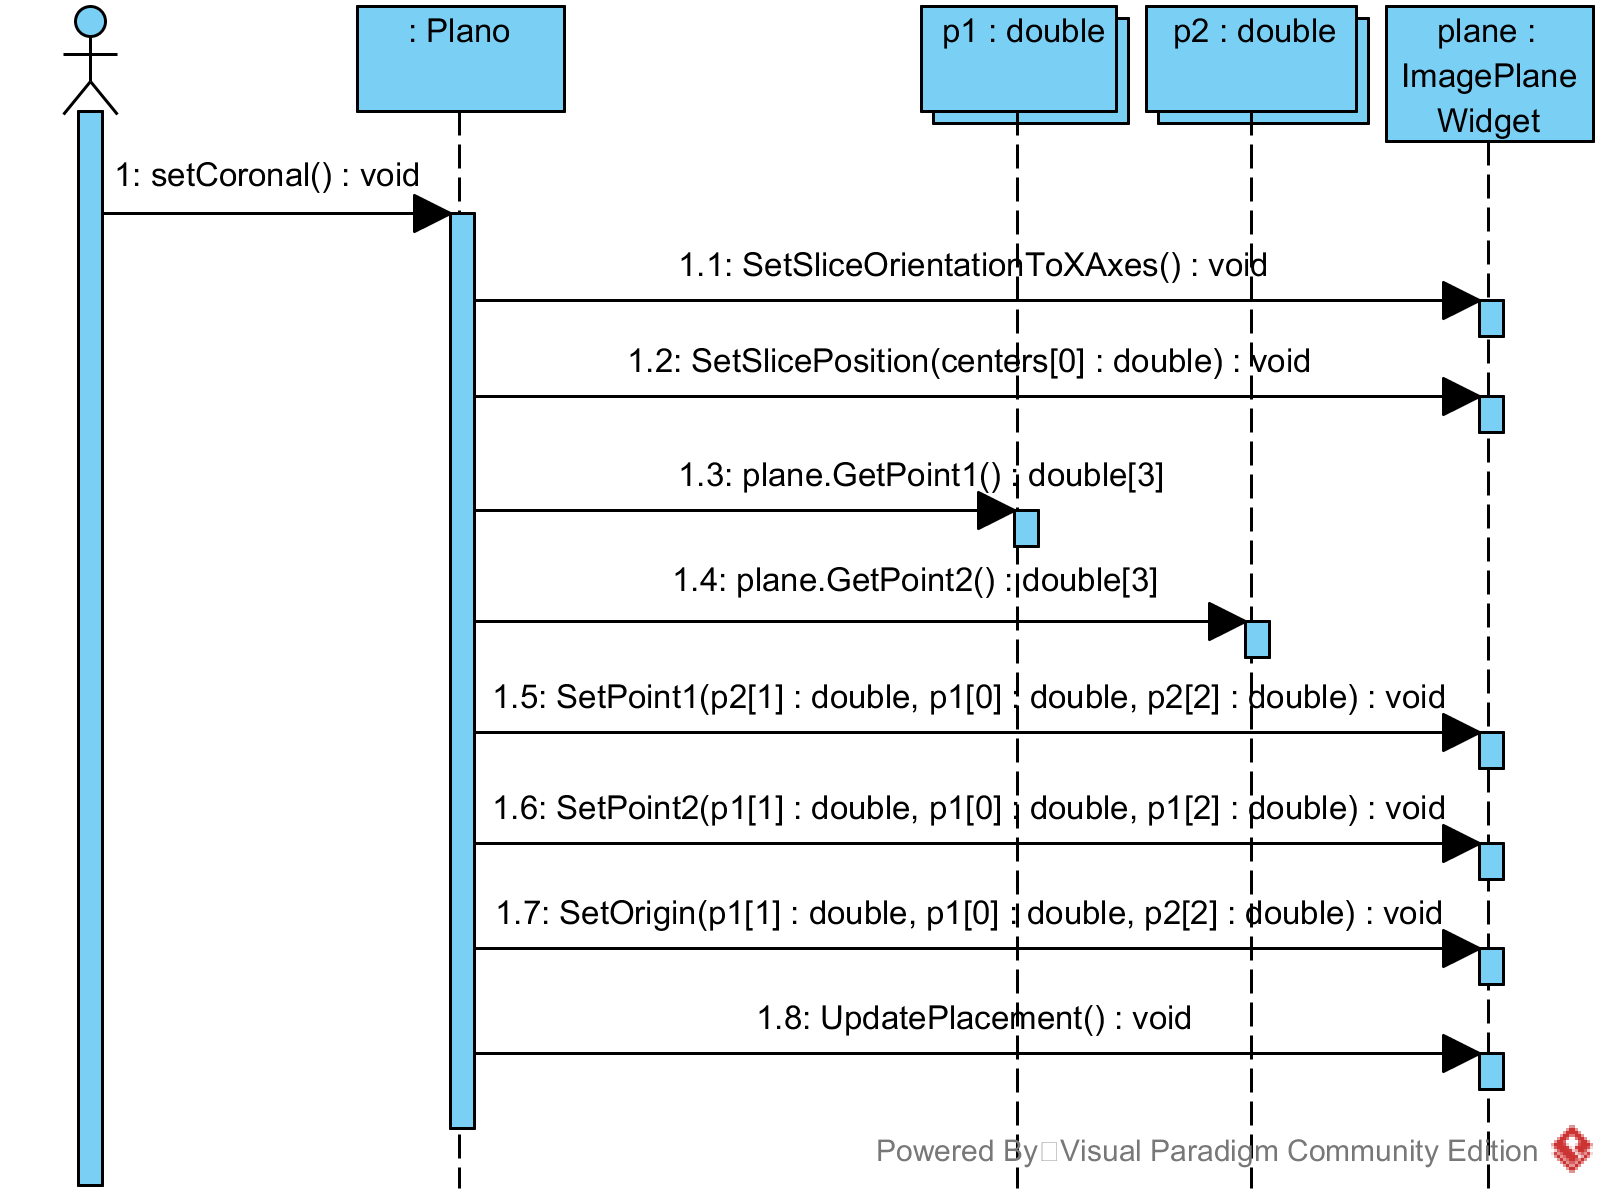 : Plano
p1 : double
p2 : double
plane :
ImagePlane
Widget
1: setCoronal() : void
1.1: SetSliceOrientationToXAxes() : void
1.2: SetSlicePosition(centers[0] : double) : void
1.3: plane.GetPoint1() : double[3]
1.4: plane.GetPoint2() : double[3]
1.5: SetPoint1(p2[1] : double, p1[0] : double, p2[2] : double) : void
1.6: SetPoint2(p1[1] : double, p1[0] : double, p1[2] : double) : void
1.7: SetOrigin(p1[1] : double, p1[0] : double, p2[2] : double) : void
1.8: UpdatePlacement() : void
Powered By Visual Paradigm Community Edition